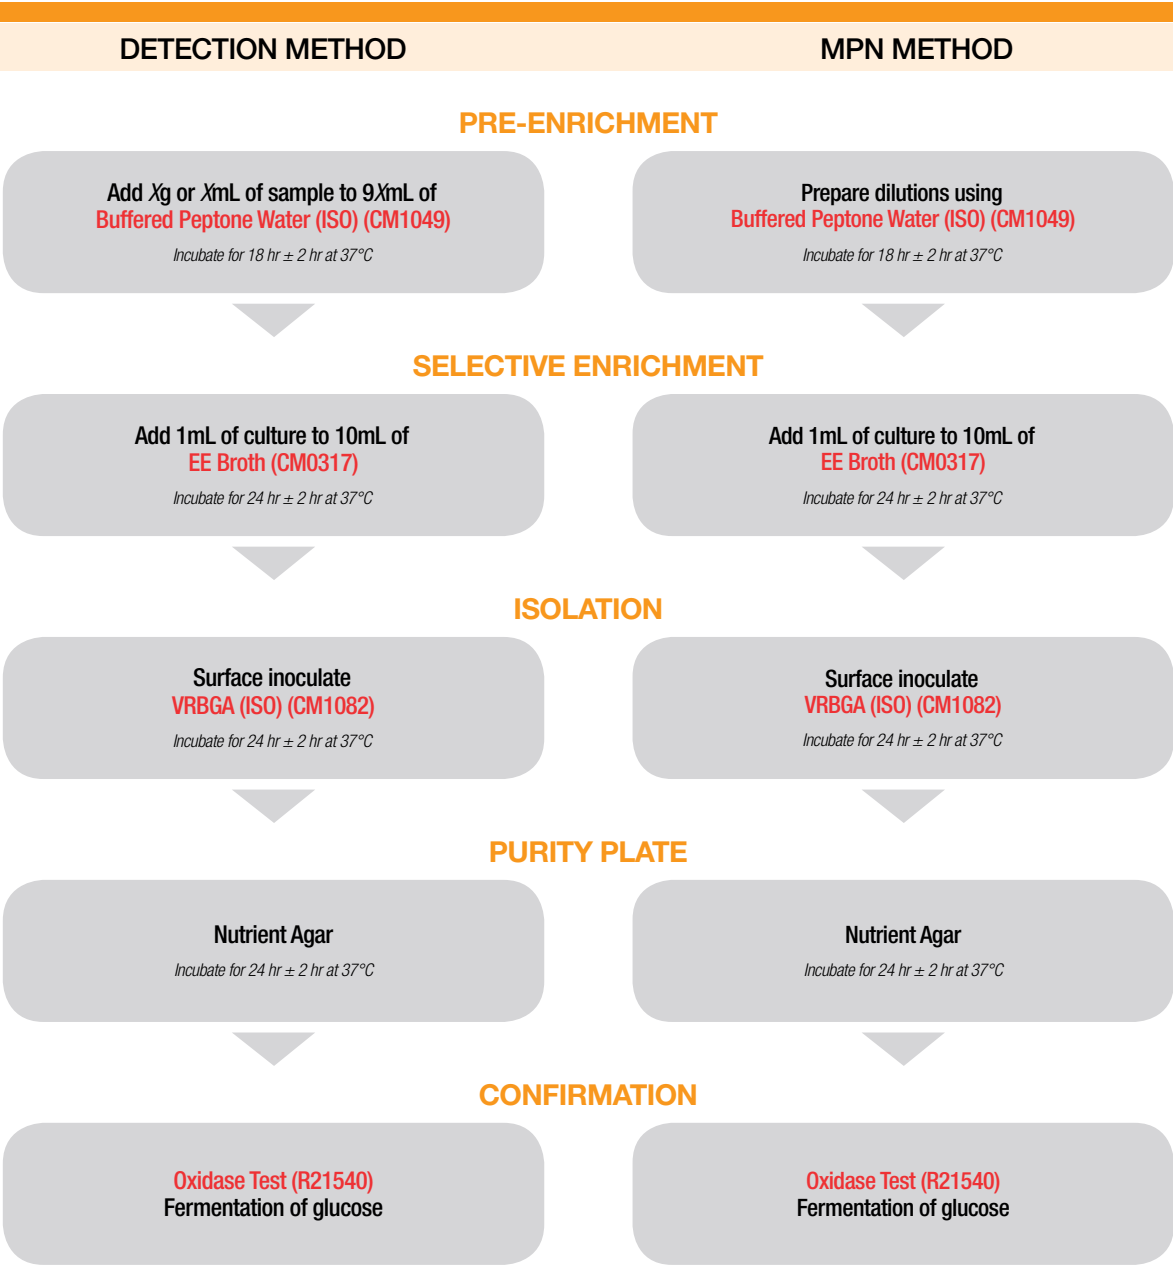 DETECTION METHOD
MPN METHOD
PRE-ENRICHMENT
Add Xg or XmL of sample to 9XmL of
Buffered Peptone Water (ISO) (CM1049)
Incubate for 18 hr ± 2 hr at 37°C
Prepare dilutions using
Buffered Peptone Water (ISO) (CM1049)
Incubate for 18 hr ± 2 hr at 37°C
SELECTIVE ENRICHMENT
Add 1mL of culture to 10mL of
EE Broth (CM0317)
Incubate for 24 hr ± 2 hr at 37°C
Add 1mL of culture to 10mL of
EE Broth (CM0317)
Incubate for 24 hr ± 2 hr at 37°C
ISOLATION
Surface inoculate
VRBGA (ISO) (CM1082)
Incubate for 24 hr ± 2 hr at 37°C
Surface inoculate
VRBGA (ISO) (CM1082)
Incubate for 24 hr ± 2 hr at 37°C
PURITY PLATE
Nutrient Agar
Incubate for 24 hr ± 2 hr at 37°C
Nutrient Agar
Incubate for 24 hr ± 2 hr at 37°C
CONFIRMATION
Oxidase Test (R21540)
Fermentation of glucose
Oxidase Test (R21540)
Fermentation of glucose